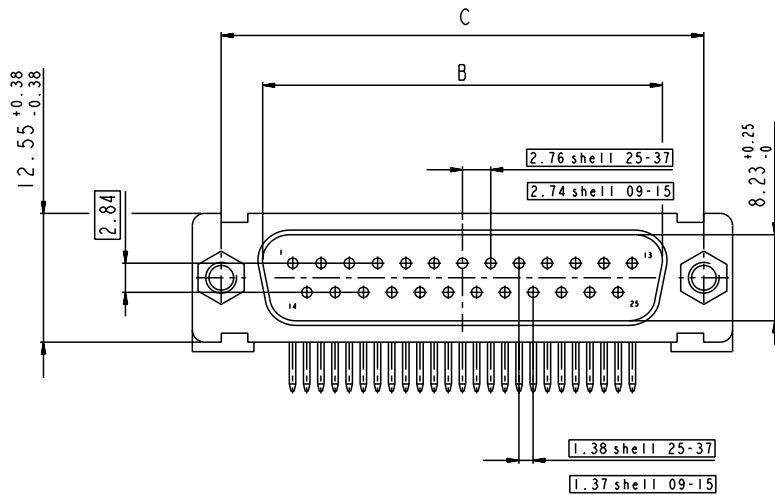 C
B
12.55 +0.38 -0.38
2.84
2.76 shell 25-37
2.74 shell 09-15
8.23 +0.25 -0
1
13
14
25
1.38 shell 25-37
1.37 shell 09-15